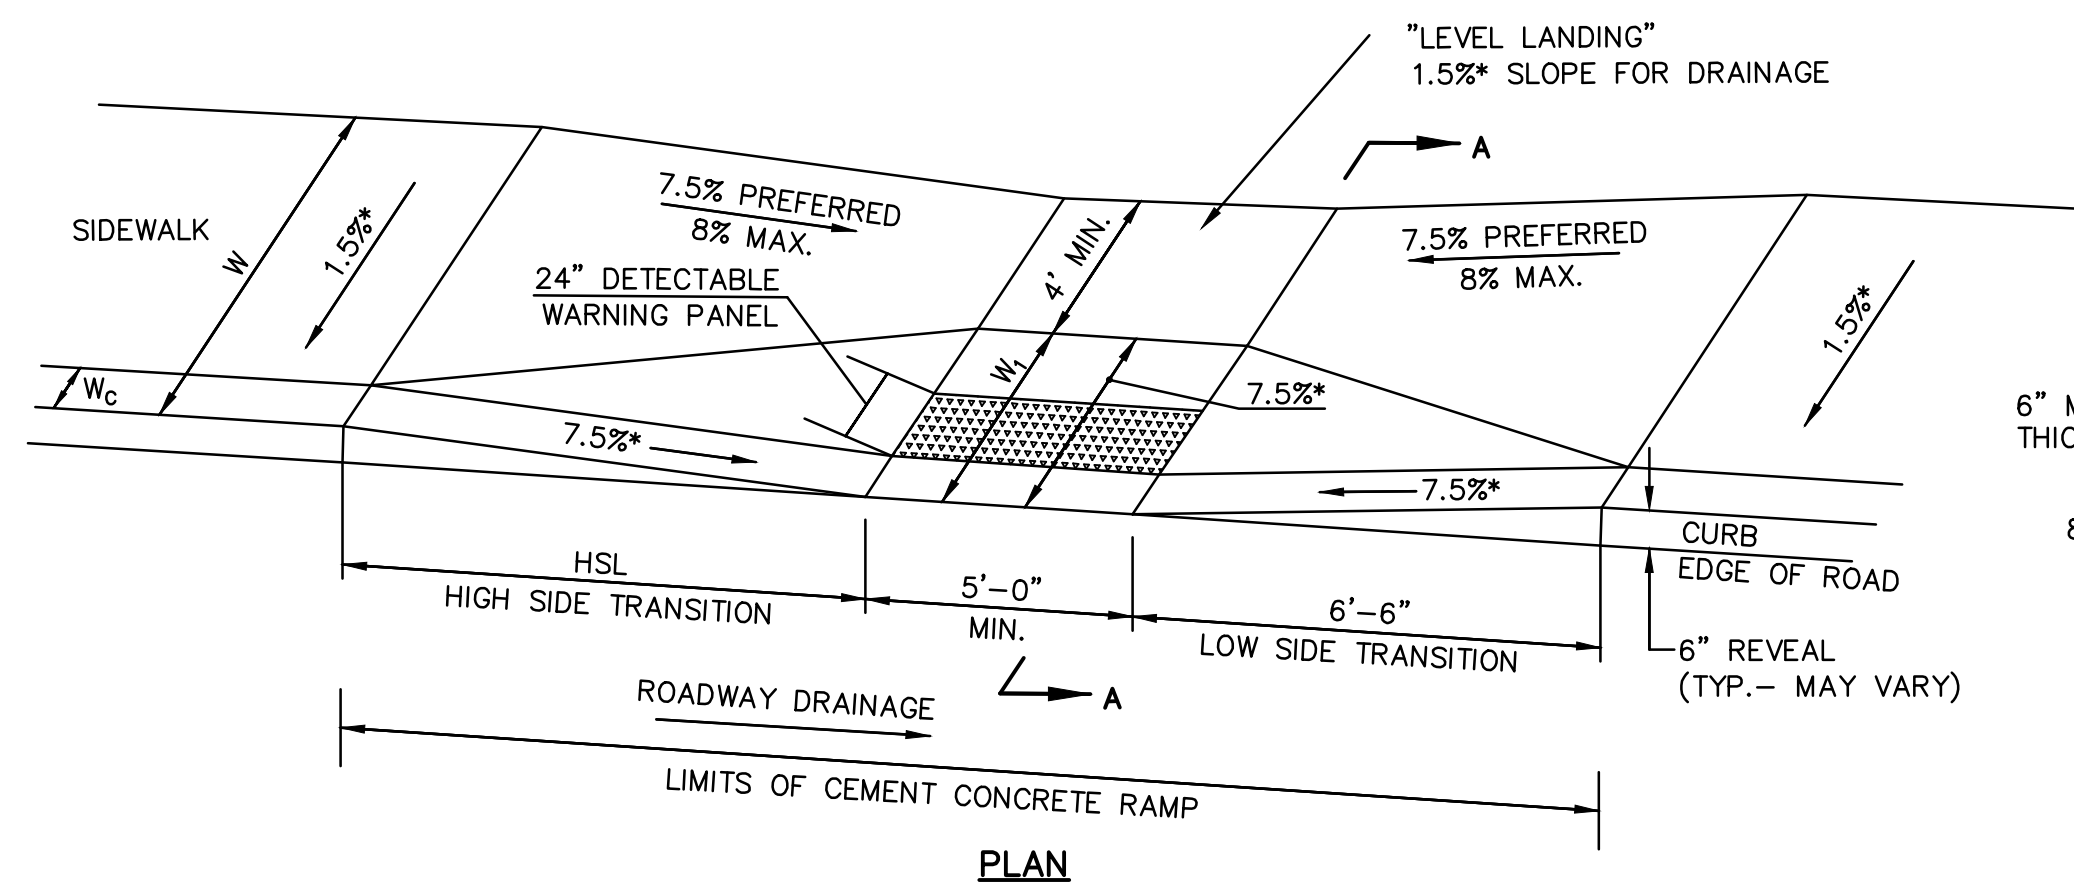 ”LEVEL LANDING”
1.5%* SLOPE FOR DRAINAGE
A
SIDEWALK
W
1.5%*
7.5% PREFERRED
8% MAX.
4' MIN.
7.5% PREFERRED
8% MAX.
1.5%*
24” DETECTABLE
WARNING PANEL
W1
WC
7.5%*
7.5%*
7.5%*
6”
CURB
EDGE OF ROAD
HSL
HIGH SIDE TRANSITION
5'–0”
MIN.
6'–6”
LOW SIDE TRANSITION
6” REVEAL
(TYP.– MAY VARY)
A
ROADWAY DRAINAGE
LIMITS OF CEMENT CONCRETE RAMP
PLAN